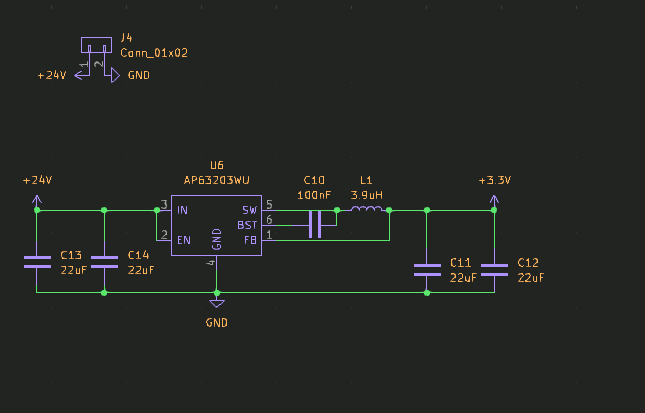 J4
Conn_01x02
+24V
1
2
GND
U6
AP63203WU
+24V
C10
100nF
L1
3.9uH
+3.3V
3
IN
SW
5
BST
6
2
EN
FB
1
GND
4
C13
22uF
C14
22uF
C11
22uF
C12
22uF
GND